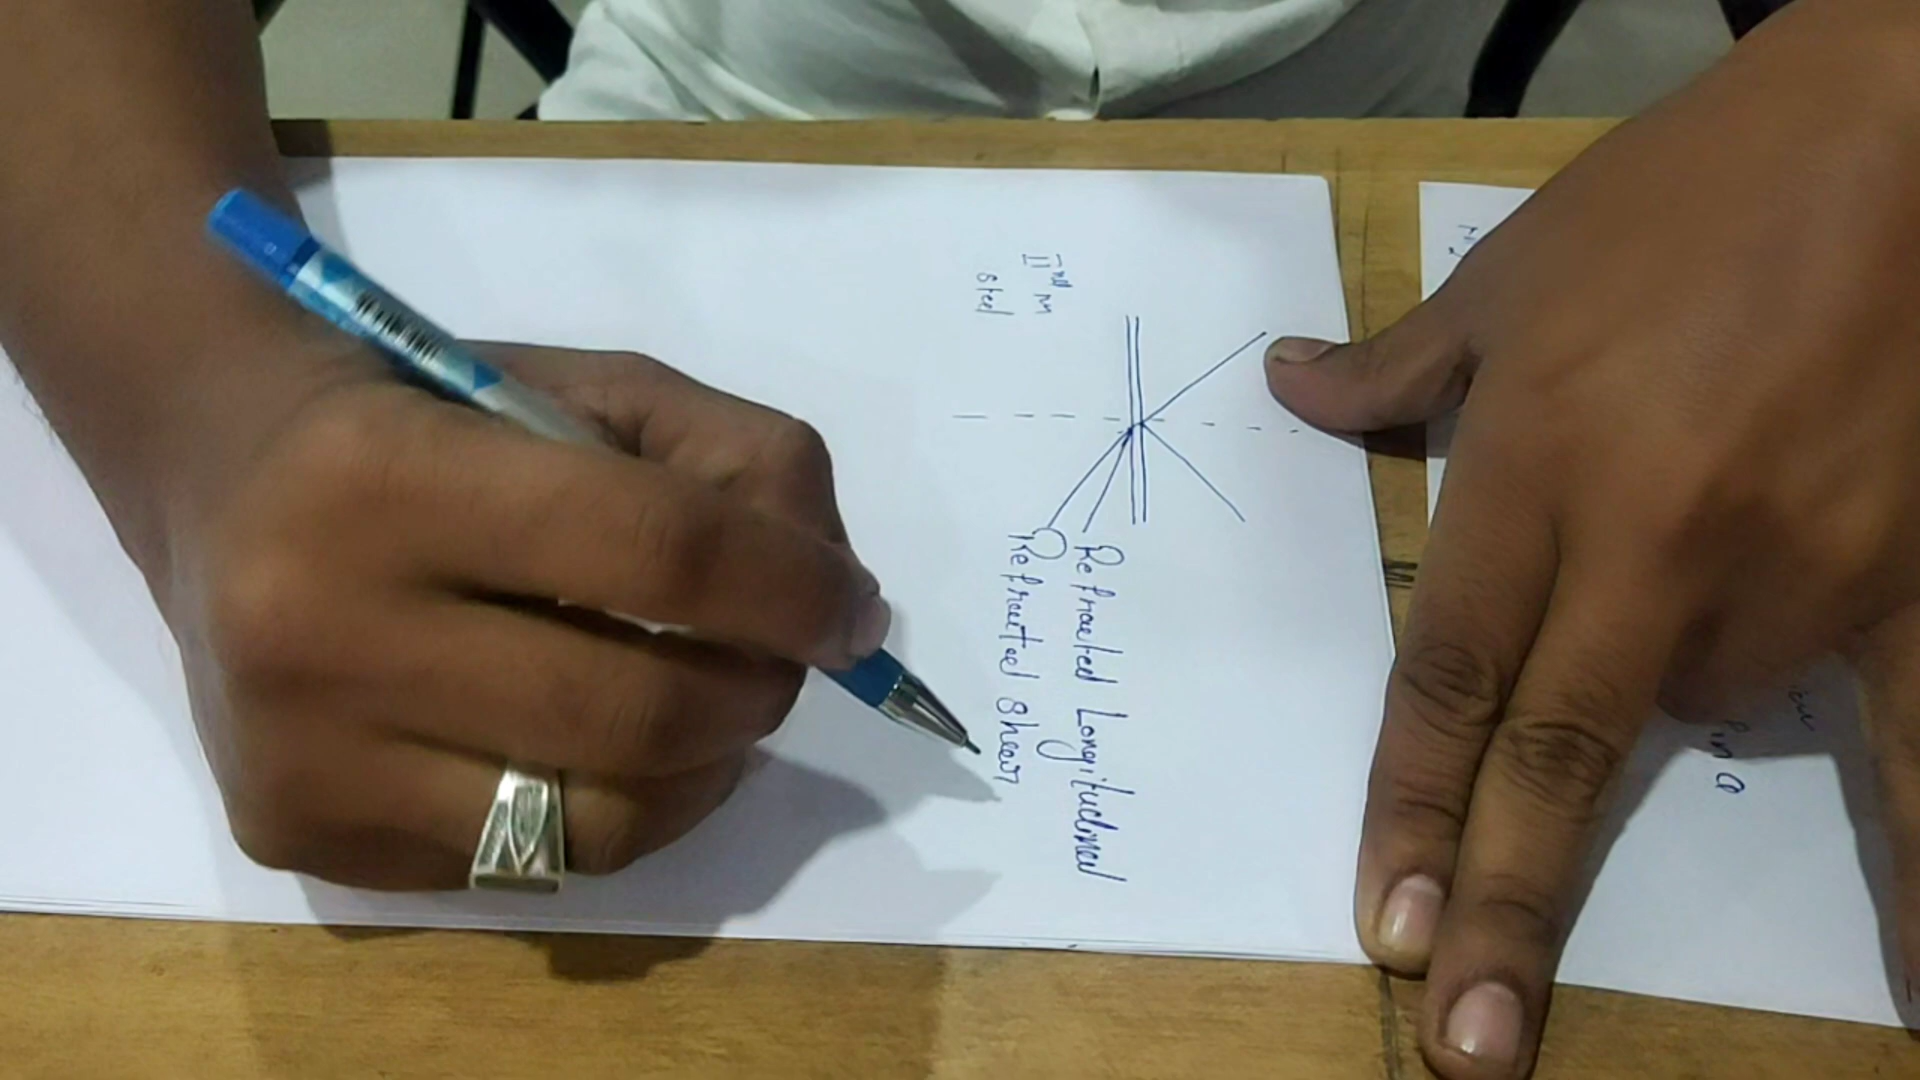 IInd m
steel
Refracted Longitudinal
Refracted shear